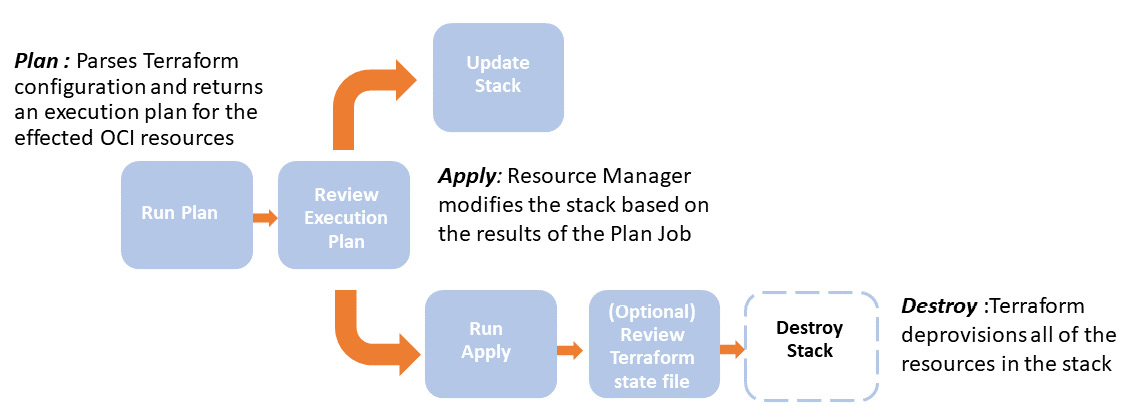 Plan : Parses Terraform
configuration and returns
an execution plan for the
effected OCI resources
Update
Stack
Run Plan
Review
Execution
Plan
Apply: Resource Manager
modifies the stack based on
the results of the Plan Job
Run
Apply
(Optional)
Review
Terraform
state file
Destroy
Stack
Destroy :Terraform
deprovisions all of the
resources in the stack